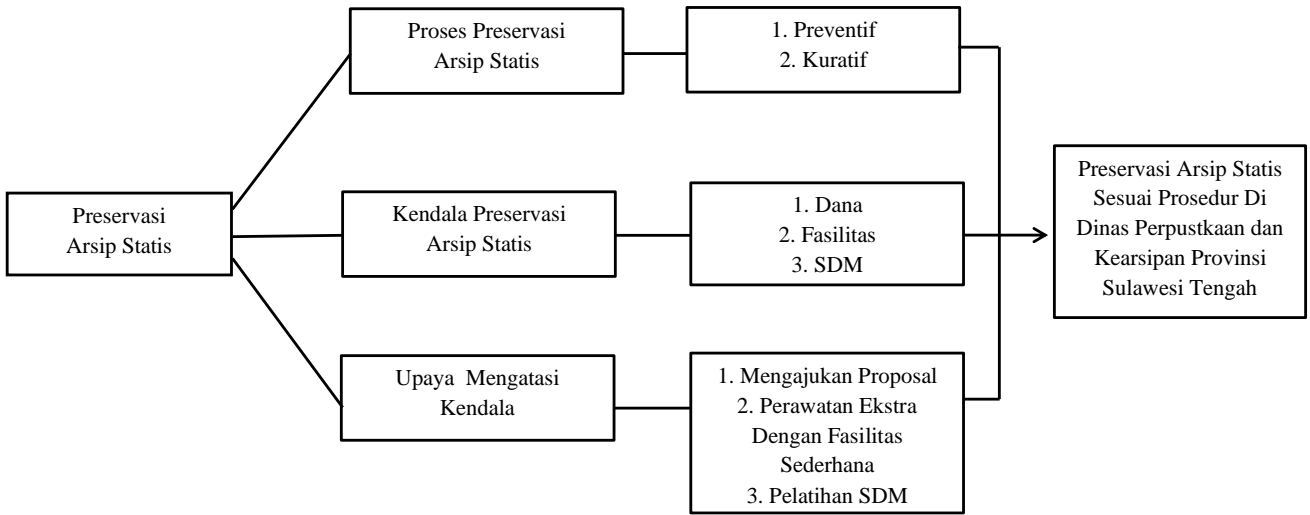 Preservasi
Arsip Statis
Proses Preservasi
Arsip Statis
1. Preventif
2. Kuratif
Kendala Preservasi
Arsip Statis
1. Dana
2. Fasilitas
3. SDM
Upaya Mengatasi
Kendala
1. Mengajukan Proposal
2. Perawatan Ekstra
Dengan Fasilitas
Sederhana
3. Pelatihan SDM
Preservasi Arsip Statis
Sesuai Prosedur Di
Dinas Perpustkaan dan
Kearsipan Provinsi
Sulawesi Tengah